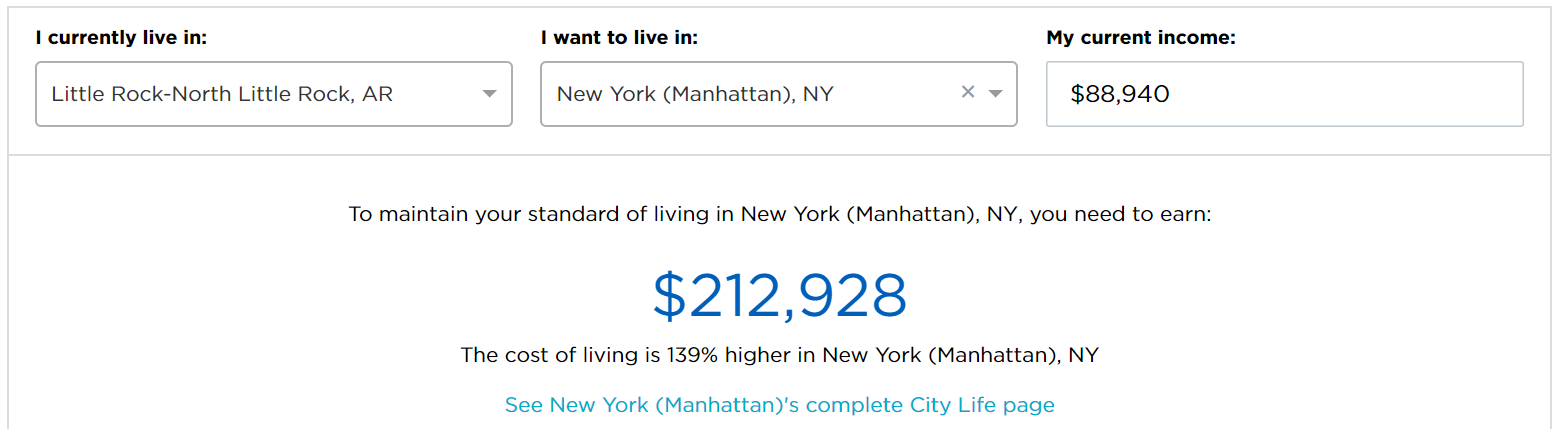 I currently live in: I want to live in: My current income:
Little Rock-North Little Rock, AR New York (Manhattan), NY × $88,940
To maintain your standard of living in New York (Manhattan), NY, you need to earn:
$212,928
The cost of living is 139% higher in New York (Manhattan), NY
See New York (Manhattan)'s complete City Life page